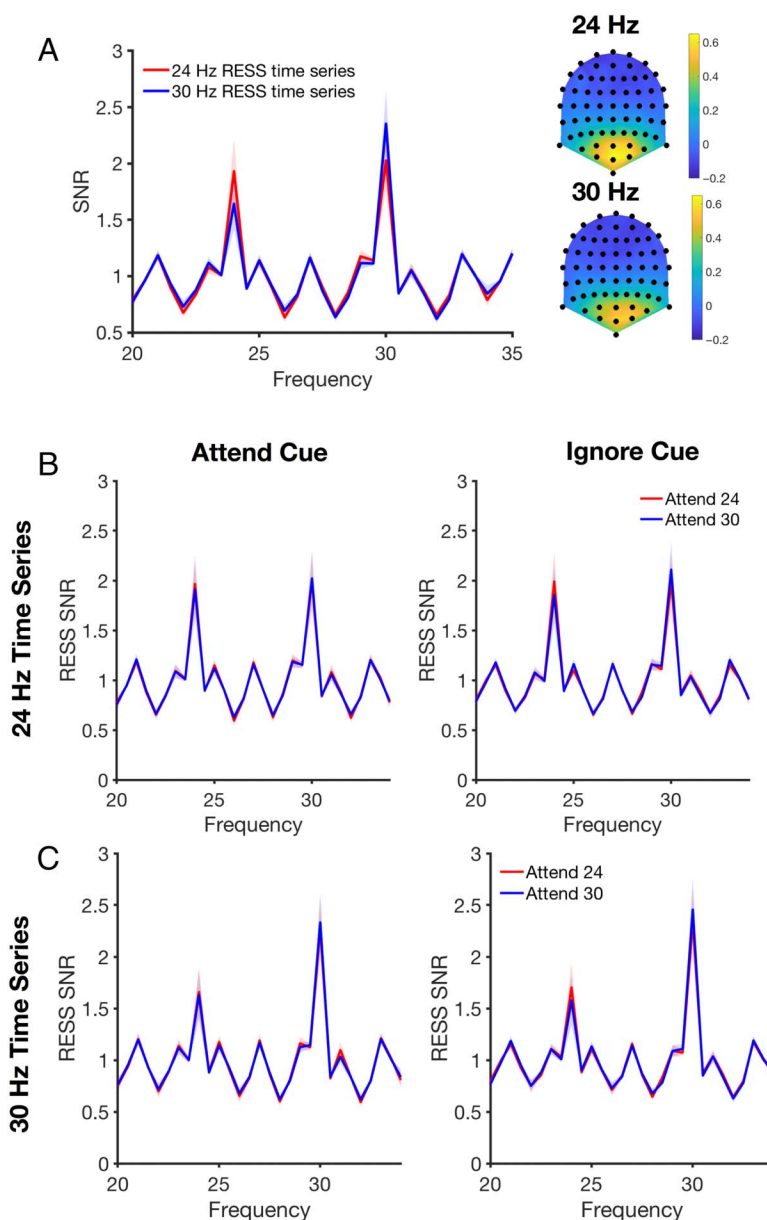 A
3
2.5
2
1.5
1
0.5
SNR
24 Hz RESS time series
30 Hz RESS time series
20 25 30 35
Frequency
24 Hz
0.6
0.4
0.2
0
−0.2
30 Hz
0.6
0.4
0.2
0
−0.2
B
Attend Cue
Ignore Cue
24 Hz Time Series
RESS SNR
3
2.5
2
1.5
1
0.5
0
20 25 30
Frequency
RESS SNR
3
2.5
2
1.5
1
0.5
0
Attend 24
Attend 30
20 25 30
Frequency
C
30 Hz Time Series
RESS SNR
3
2.5
2
1.5
1
0.5
0
20 25 30
Frequency
RESS SNR
3
2.5
2
1.5
1
0.5
0
Attend 24
Attend 30
20 25 30
Frequency